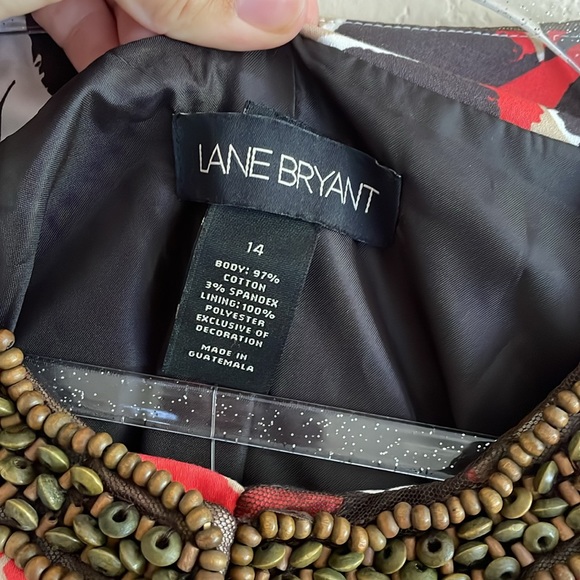 LANE BRYANT
14
BODY: 97%
COTTON
3% SPANDEX
LINING: 100%
POLYESTER
EXCLUSIVE OF
DECORATION
MADE IN
GUATEMALA